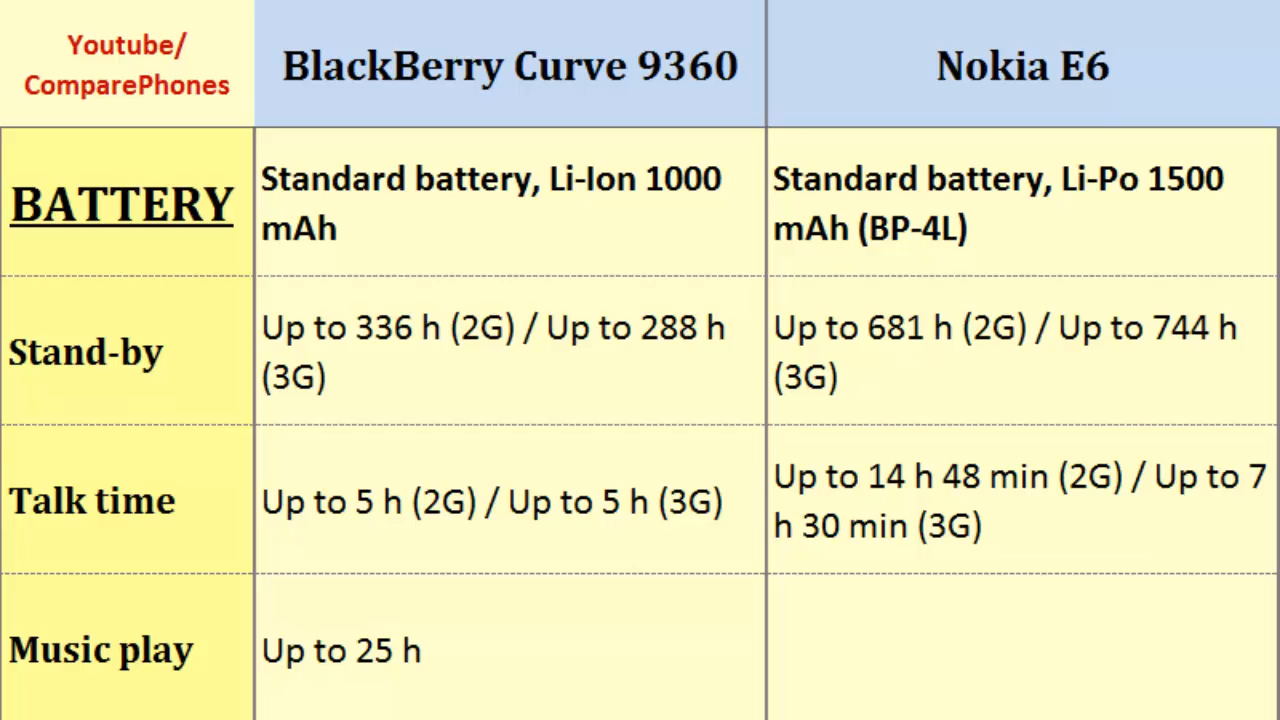 Youtube/
ComparePhones
BlackBerry Curve 9360
Nokia E6
BATTERY
Standard battery, Li-Ion 1000
mAh
Standard battery, Li-Po 1500
mAh (BP-4L)
Stand-by
Up to 336 h (2G) / Up to 288 h
(3G)
Up to 681 h (2G) / Up to 744 h
(3G)
Talk time
Up to 5 h (2G) / Up to 5 h (3G)
Up to 14 h 48 min (2G) / Up to 7
h 30 min (3G)
Music play
Up to 25 h